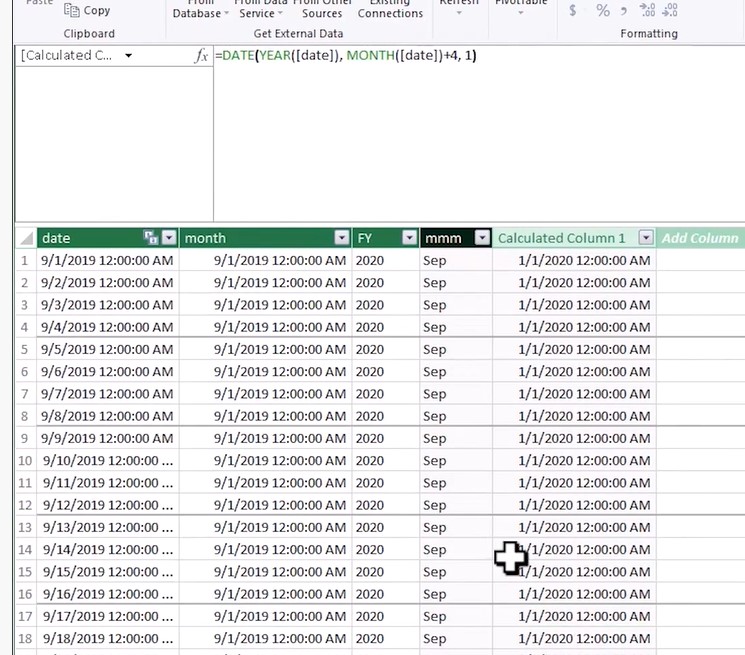 Paste Copy From Database From Data Service From Other Sources Existing Connections Refresh PivotTable $ % , .00 .00
Clipboard Get External Data Formatting
[Calculated C... fx =DATE(YEAR([date]), MONTH([date])+4, 1)
date month FY mmm Calculated Column 1 Add Column
1 9/1/2019 12:00:00 AM 9/1/2019 12:00:00 AM 2020 Sep 1/1/2020 12:00:00 AM
2 9/2/2019 12:00:00 AM 9/1/2019 12:00:00 AM 2020 Sep 1/1/2020 12:00:00 AM
3 9/3/2019 12:00:00 AM 9/1/2019 12:00:00 AM 2020 Sep 1/1/2020 12:00:00 AM
4 9/4/2019 12:00:00 AM 9/1/2019 12:00:00 AM 2020 Sep 1/1/2020 12:00:00 AM
5 9/5/2019 12:00:00 AM 9/1/2019 12:00:00 AM 2020 Sep 1/1/2020 12:00:00 AM
6 9/6/2019 12:00:00 AM 9/1/2019 12:00:00 AM 2020 Sep 1/1/2020 12:00:00 AM
7 9/7/2019 12:00:00 AM 9/1/2019 12:00:00 AM 2020 Sep 1/1/2020 12:00:00 AM
8 9/8/2019 12:00:00 AM 9/1/2019 12:00:00 AM 2020 Sep 1/1/2020 12:00:00 AM
9 9/9/2019 12:00:00 AM 9/1/2019 12:00:00 AM 2020 Sep 1/1/2020 12:00:00 AM
10 9/10/2019 12:00:00 ... 9/1/2019 12:00:00 AM 2020 Sep 1/1/2020 12:00:00 AM
11 9/11/2019 12:00:00 ... 9/1/2019 12:00:00 AM 2020 Sep 1/1/2020 12:00:00 AM
12 9/12/2019 12:00:00 ... 9/1/2019 12:00:00 AM 2020 Sep 1/1/2020 12:00:00 AM
13 9/13/2019 12:00:00 ... 9/1/2019 12:00:00 AM 2020 Sep 1/1/2020 12:00:00 AM
14 9/14/2019 12:00:00 ... 9/1/2019 12:00:00 AM 2020 Sep /1/2020 12:00:00 AM
15 9/15/2019 12:00:00 ... 9/1/2019 12:00:00 AM 2020 Sep 1/1/2020 12:00:00 AM
16 9/16/2019 12:00:00 ... 9/1/2019 12:00:00 AM 2020 Sep 1/1/2020 12:00:00 AM
17 9/17/2019 12:00:00 ... 9/1/2019 12:00:00 AM 2020 Sep 1/1/2020 12:00:00 AM
18 9/18/2019 12:00:00 ... 9/1/2019 12:00:00 AM 2020 Sep 1/1/2020 12:00:00 AM